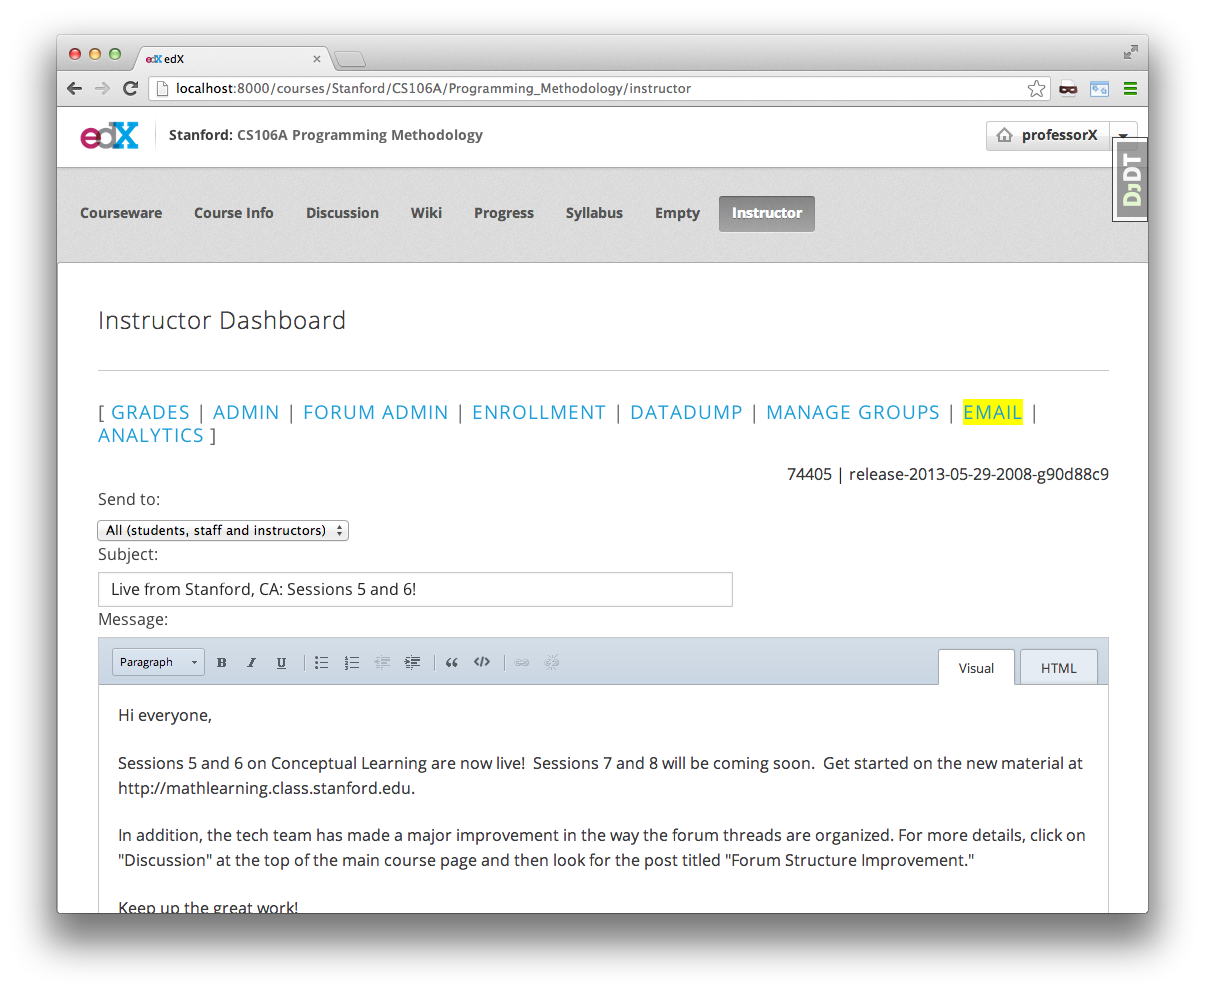 edX edX
localhost:8000/courses/Stanford/CS106A/Programming_Methodology/instructor
edX Stanford: CS106A Programming Methodology professorX
DjDT
Courseware Course Info Discussion Wiki Progress Syllabus Empty Instructor
Instructor Dashboard
[ GRADES | ADMIN | FORUM ADMIN | ENROLLMENT | DATADUMP | MANAGE GROUPS | EMAIL |
ANALYTICS ]
74405 | release-2013-05-29-2008-g90d88c9
Send to:
All (students, staff and instructors)
Subject:
Live from Stanford, CA: Sessions 5 and 6!
Message:
Paragraph B I U Visual HTML
Hi everyone,
Sessions 5 and 6 on Conceptual Learning are now live!  Sessions 7 and 8 will be coming soon.  Get started on the new material at
http://mathlearning.class.stanford.edu.
In addition, the tech team has made a major improvement in the way the forum threads are organized. For more details, click on
"Discussion" at the top of the main course page and then look for the post titled "Forum Structure Improvement."
Keep up the great work!